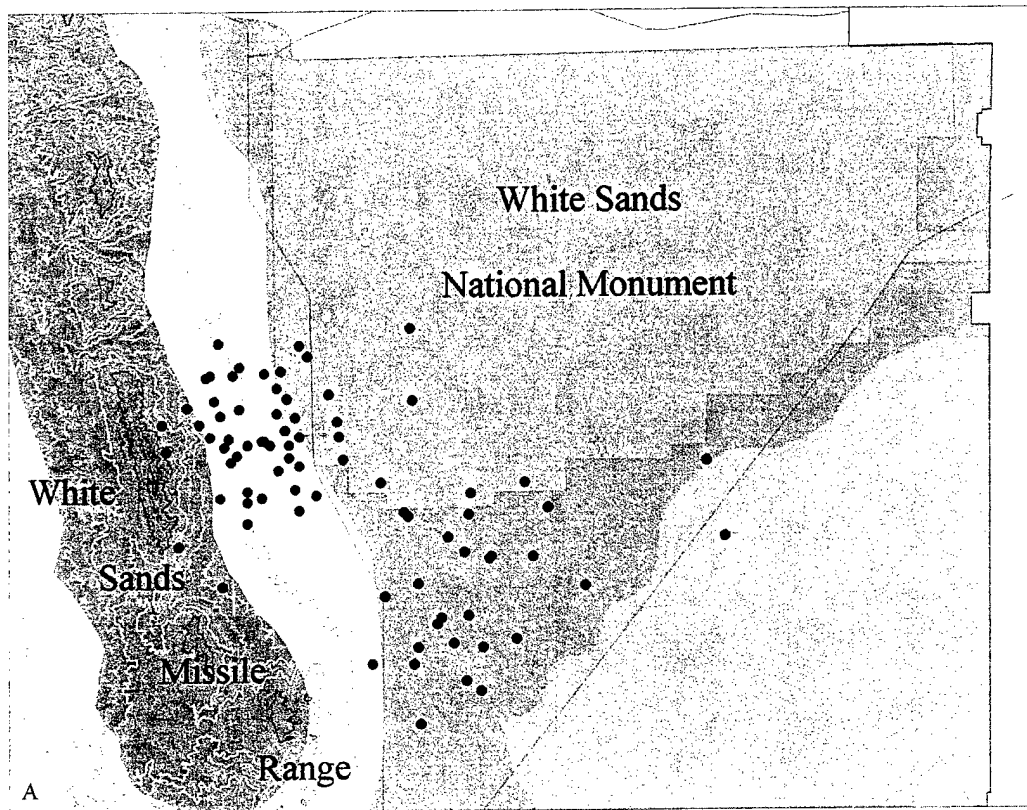 White Sands
National Monument
White
Sands
Missile
Range
A